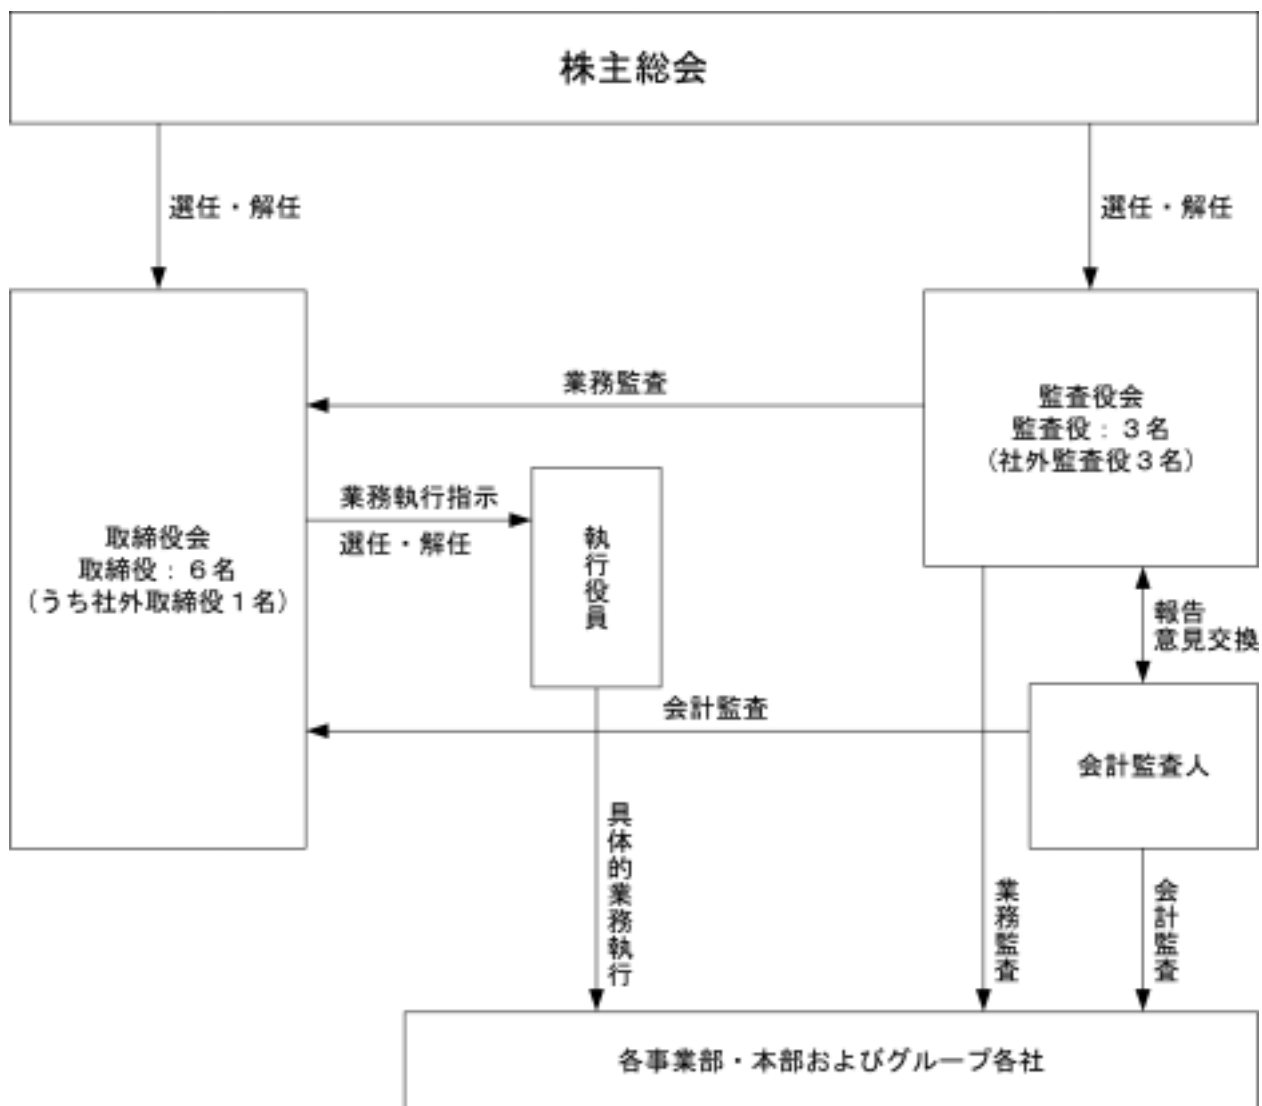 株主総会
選任・解任
選任・解任
業務監査
監査役会
監査役：３名
（社外監査役３名）
業務執行指示
選任・解任
執行役員
取締役会
取締役：６名
（うち社外取締役１名）
報告
意見交換
会計監査
会計監査人
具体的業務執行
業務監査
会計監査
各事業部・本部およびグループ各社